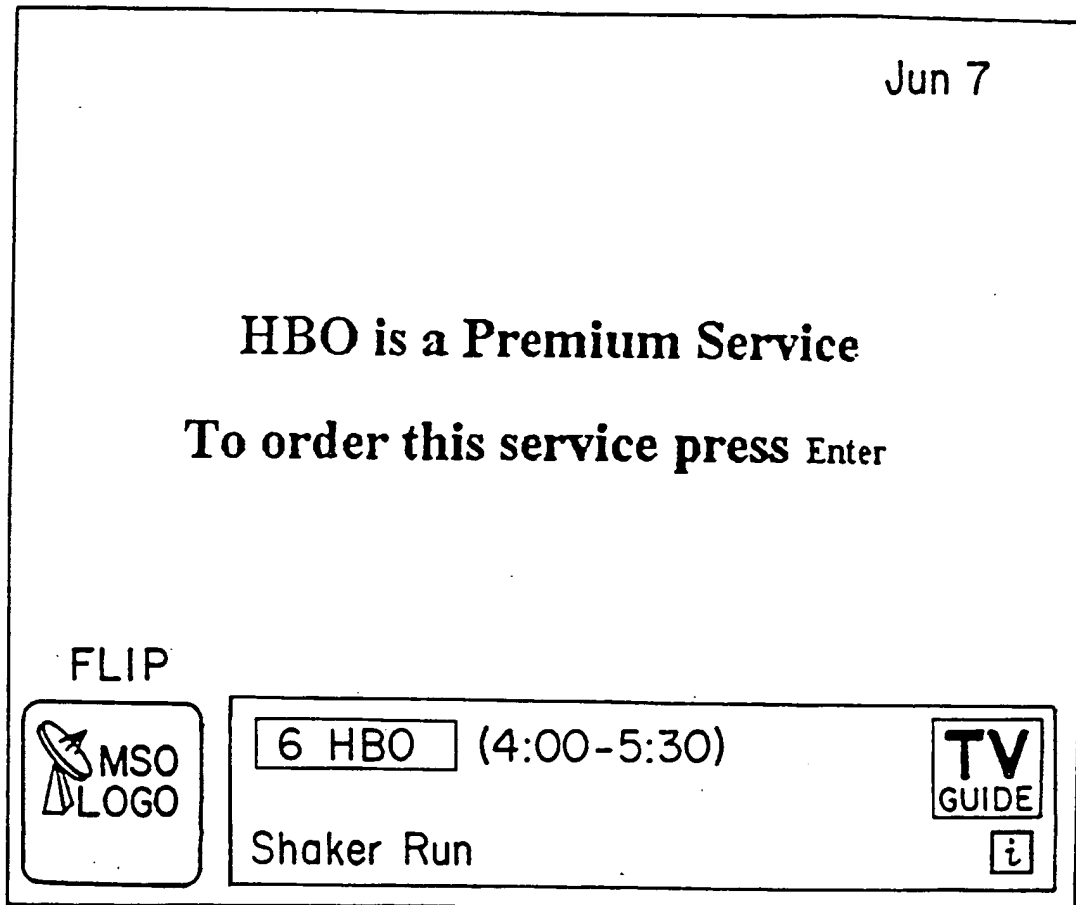 Jun 7
HBO is a Premium Service
To order this service press Enter
FLIP
MSO
LOGO
6 HBO (4:00-5:30)
TV
GUIDE
Shaker Run
i